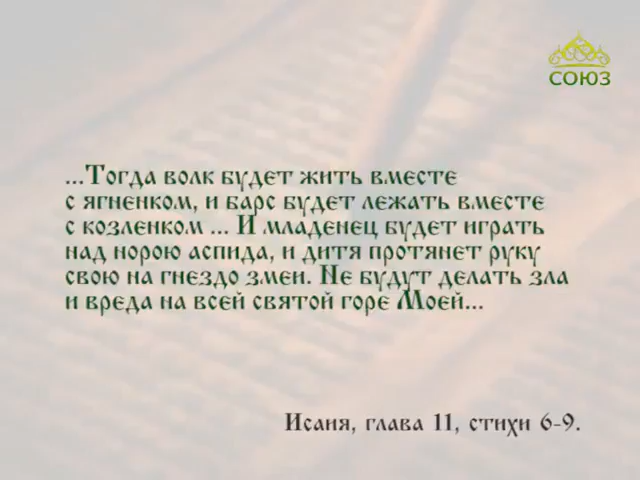 СОЮЗ
...Тогда волк будет жить вместе
с ягненком, и барс будет лежать вместе
с козленком ... И младенец будет играть
над норою аспида, и дитя протянет руку
свою на гнездо змеи. Не будут делать зла
и вреда на всей святой горе Моей...
Исаия, глава 11, стихи 6-9.